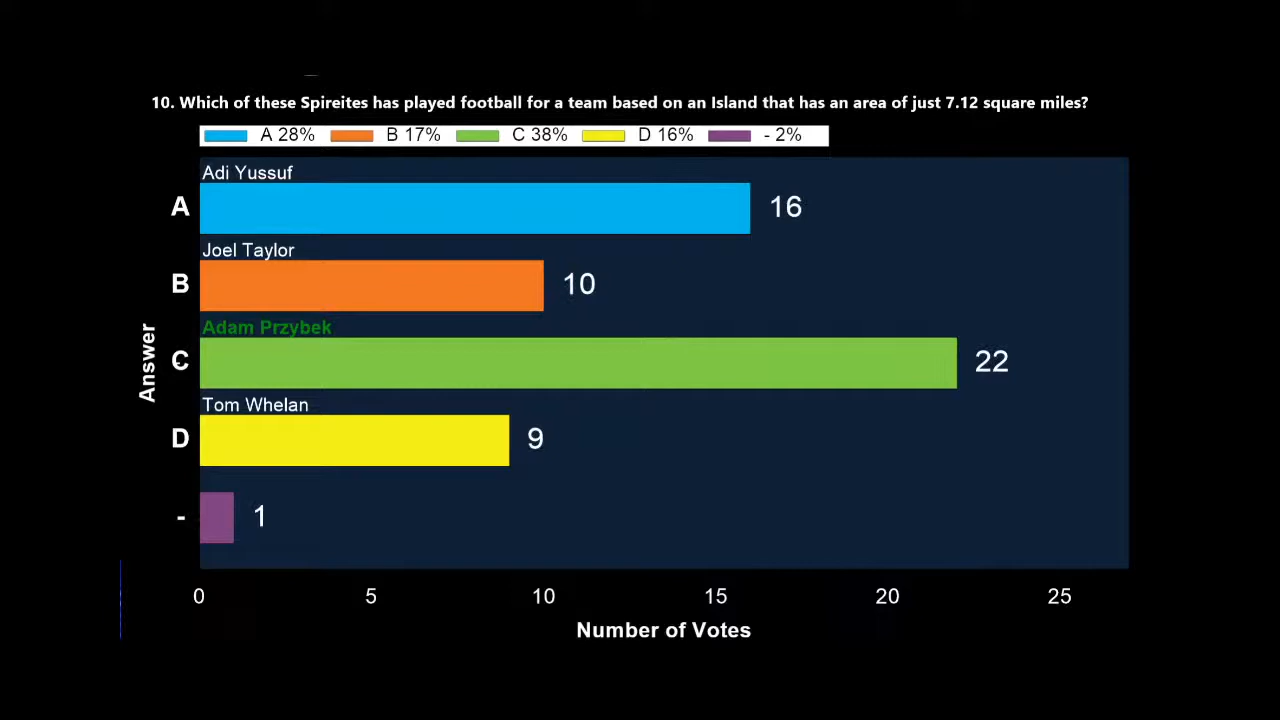 10. Which of these Spireites has played football for a team based on an Island that has an area of just 7.12 square miles?
A 28% B 17% C 38% D 16% - 2%
Adi Yussuf
A 16
Joel Taylor
B 10
Adam Przybek
C 22
Tom Whelan
D 9
- 1
Answer
0 5 10 15 20 25
Number of Votes